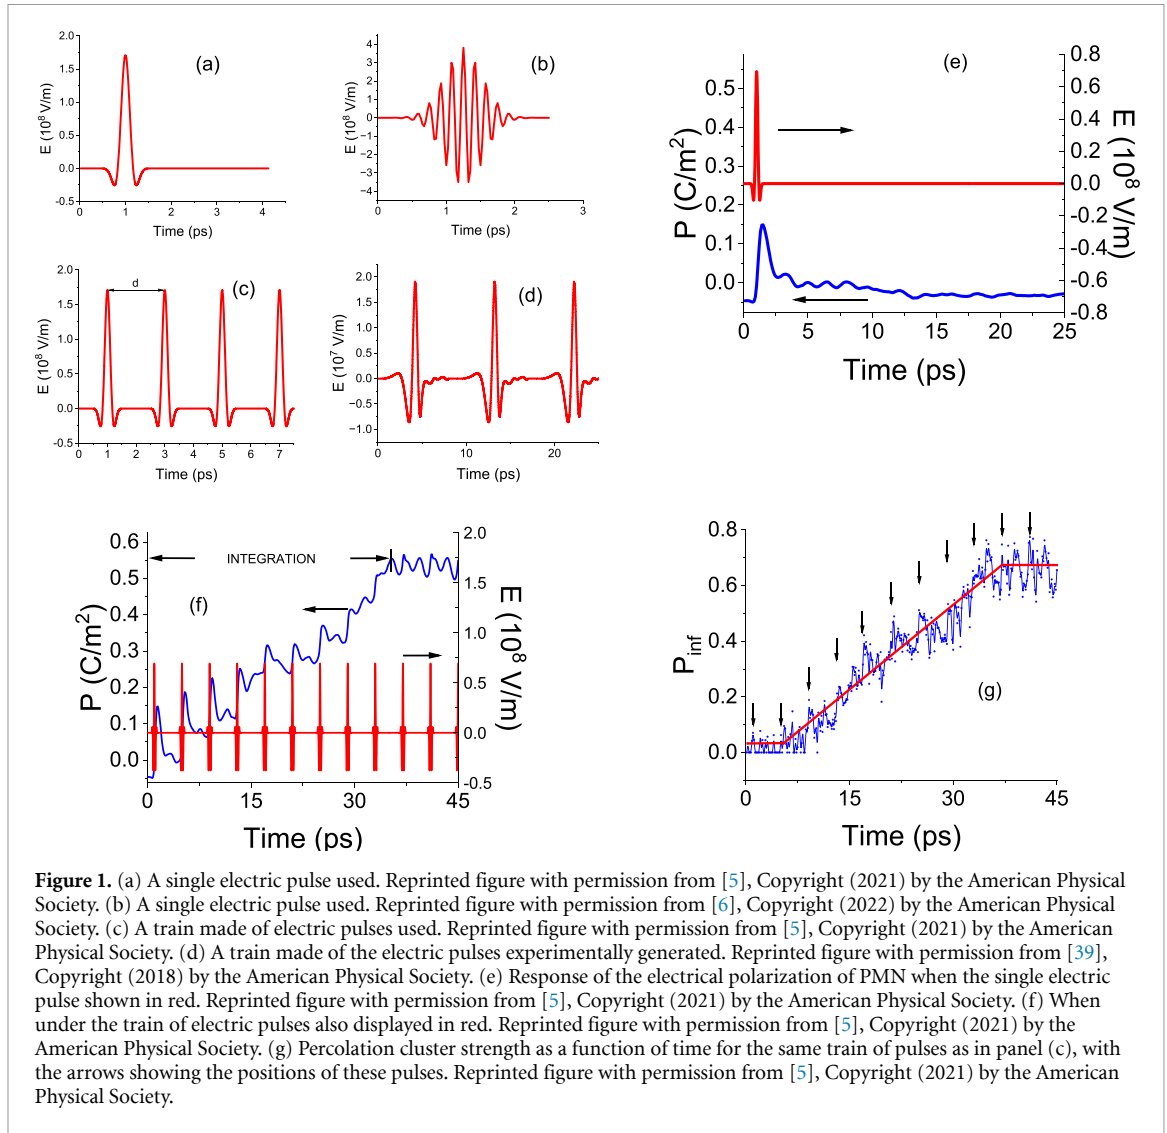 2.0
1.5
1.0
0.5
0.0
-0.5
E (10⁸ V/m)
0 1 2 3 4
Time (ps)
(a)
4
3
2
1
0
−1
−2
−3
−4
E (10⁸ V/m)
0 1 2 3
Time (ps)
(b)
2.0
1.5
1.0
0.5
0.0
-0.5
E (10⁸ V/m)
d
0 1 2 3 4 5 6 7
Time (ps)
(c)
2.0
1.5
1.0
0.5
0.0
−0.5
−1.0
E (10⁷ V/m)
0 10 20
Time (ps)
(d)
(e)
0.5
0.4
0.3
0.2
0.1
0.0
P (C/m²)
0.8
0.6
0.4
0.2
0.0
-0.2
-0.4
-0.6
-0.8
E (10⁸ V/m)
0 5 10 15 20 25
Time (ps)
0.6
0.5
0.4
0.3
0.2
0.1
0.0
P (C/m²)
INTEGRATION
(f)
2.0
1.5
1.0
0.5
0.0
-0.5
E (10⁸ V/m)
0 15 30 45
Time (ps)
0.8
0.6
0.4
0.2
0.0
P_inf
(g)
0 15 30 45
Time (ps)
Figure 1. (a) A single electric pulse used. Reprinted figure with permission from [5], Copyright (2021) by the American Physical
Society. (b) A single electric pulse used. Reprinted figure with permission from [6], Copyright (2022) by the American Physical
Society. (c) A train made of electric pulses used. Reprinted figure with permission from [5], Copyright (2021) by the American
Physical Society. (d) A train made of the electric pulses experimentally generated. Reprinted figure with permission from [39],
Copyright (2018) by the American Physical Society. (e) Response of the electrical polarization of PMN when the single electric
pulse shown in red. Reprinted figure with permission from [5], Copyright (2021) by the American Physical Society. (f) When
under the train of electric pulses also displayed in red. Reprinted figure with permission from [5], Copyright (2021) by the
American Physical Society. (g) Percolation cluster strength as a function of time for the same train of pulses as in panel (c), with
the arrows showing the positions of these pulses. Reprinted figure with permission from [5], Copyright (2021) by the American
Physical Society.